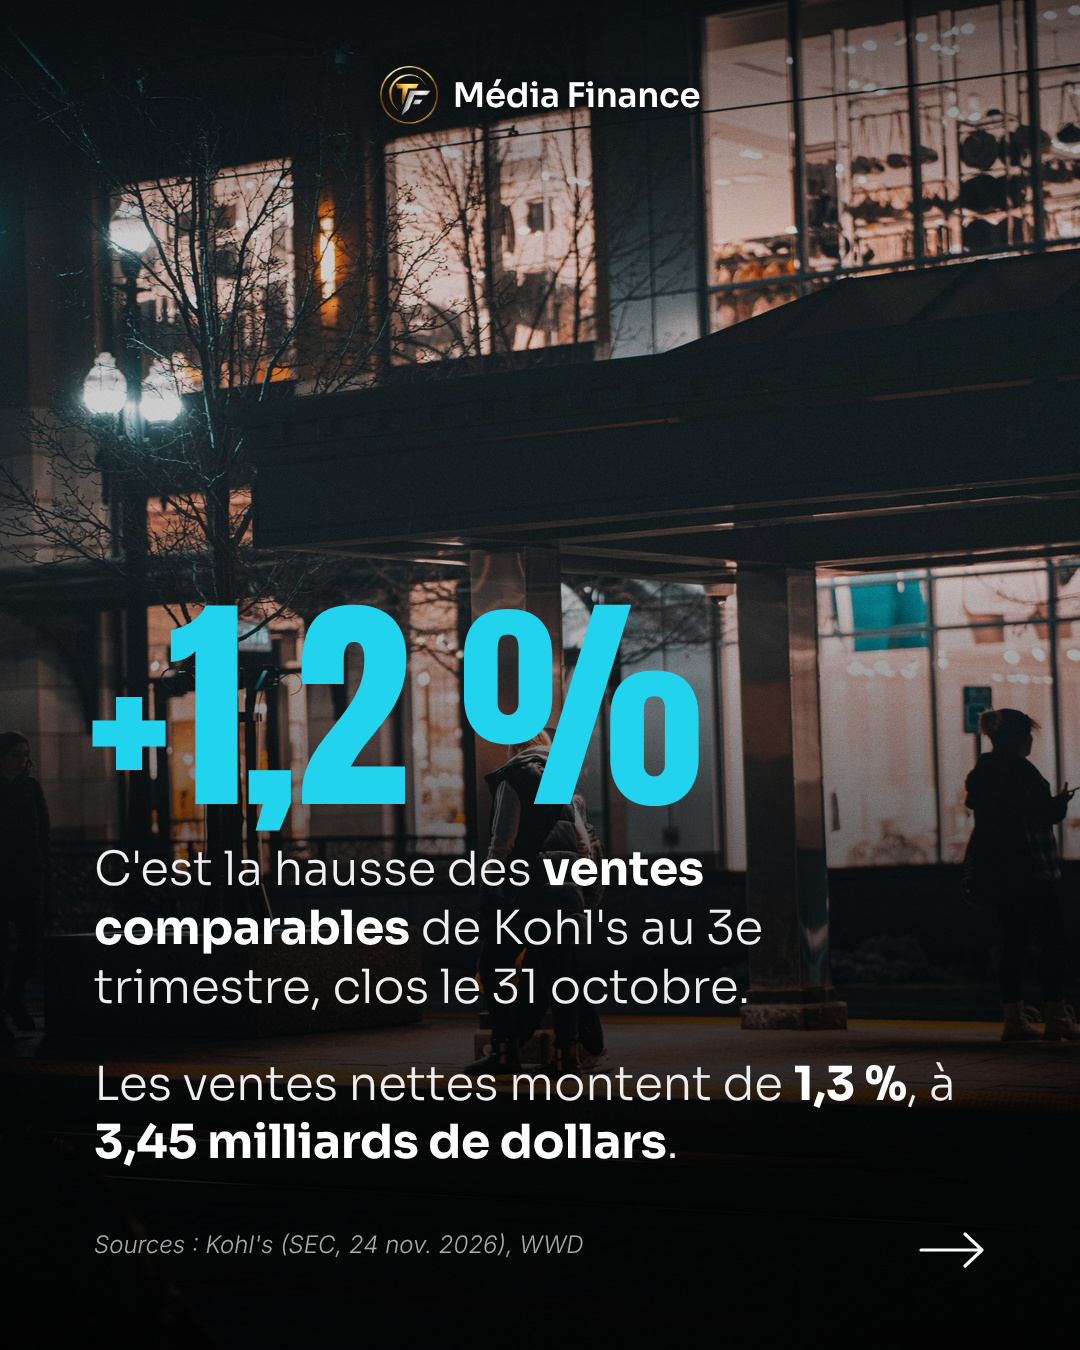 TF
Média Finance
+1,2 %
C'est la hausse des ventes
comparables de Kohl's au 3e
trimestre, clos le 31 octobre.
Les ventes nettes montent de 1,3 %, à
3,45 milliards de dollars.
Sources : Kohl's (SEC, 24 nov. 2026), WWD